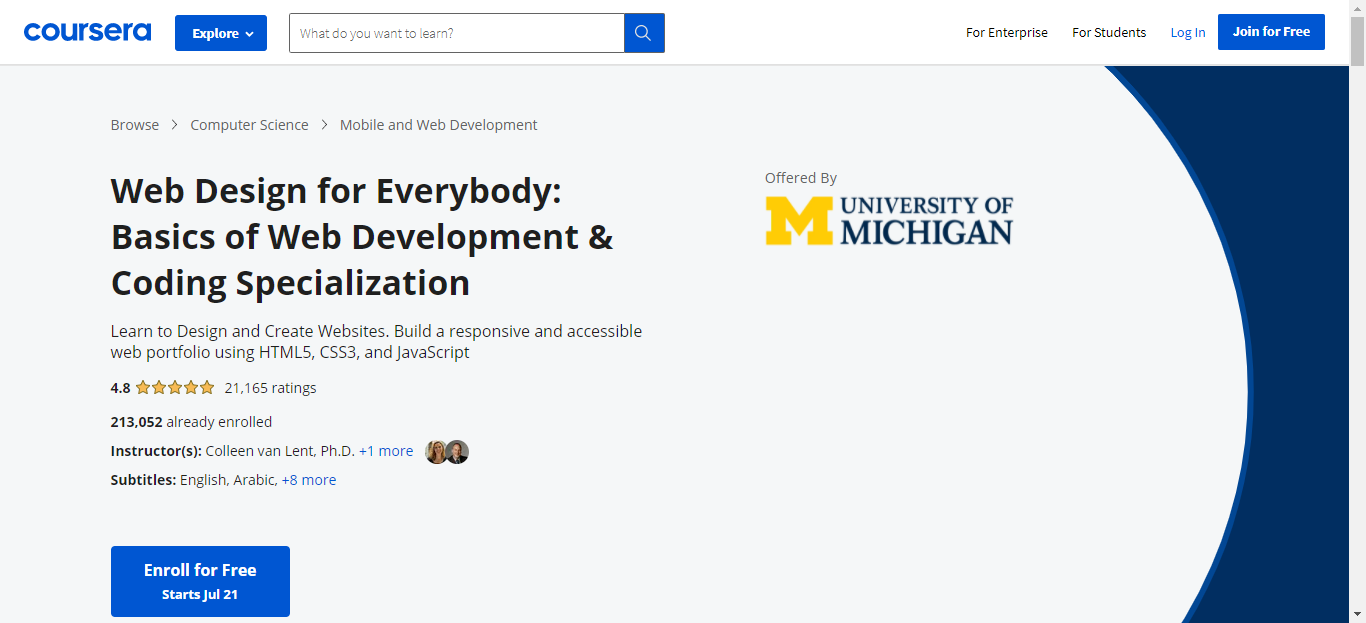 coursera
Explore
What do you want to learn?
For Enterprise
For Students
Log In
Join for Free
Browse > Computer Science > Mobile and Web Development
Web Design for Everybody:
Basics of Web Development &
Coding Specialization
Learn to Design and Create Websites. Build a responsive and accessible
web portfolio using HTML5, CSS3, and JavaScript
4.8 21,165 ratings
213,052 already enrolled
Instructor(s): Colleen van Lent, Ph.D. +1 more
Subtitles: English, Arabic, +8 more
Enroll for Free
Starts Jul 21
Offered By
M UNIVERSITY OF
MICHIGAN